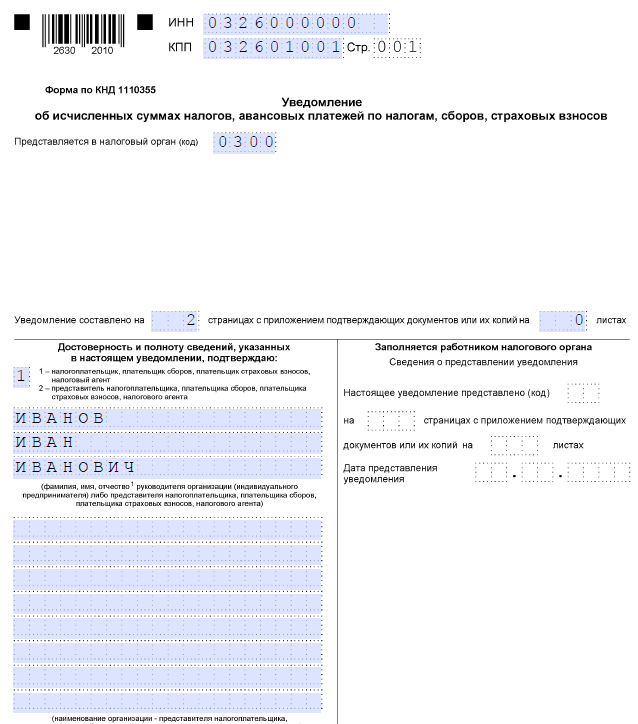 ИНН 0326000000
2630 2010
КПП 032601001 Стр. 001
Форма по КНД 1110355
Уведомление
об исчисленных суммах налогов, авансовых платежей по налогам, сборов, страховых взносов
Представляется в налоговый орган (код) 0300
Уведомление составлено на 2 страницах с приложением подтверждающих документов или их копий на 0 листах
Достоверность и полноту сведений, указанных
в настоящем уведомлении, подтверждаю:
1
1 – налогоплательщик, плательщик сборов, плательщик страховых взносов,
налоговый агент
2 – представитель налогоплательщика, плательщика сборов, плательщика
страховых взносов, налогового агента
ИВАНОВ
ИВАН
ИВАНОВИЧ
(фамилия, имя, отчество 1 руководителя организации (индивидуального
предпринимателя) либо представителя налогоплательщика, плательщика сборов,
плательщика страховых взносов, налогового агента)
(наименование организации - представителя налогоплательщика,
Заполняется работником налогового органа
Сведения о представлении уведомления
Настоящее уведомление представлено (код)
на страницах с приложением подтверждающих
документов или их копий на листах
Дата представления
уведомления . .